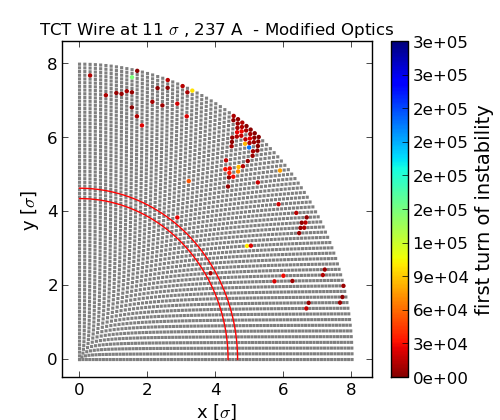 TCT Wire at 11 σ , 237 A - Modified Optics
8
6
4
2
0
y [σ]
0 2 4 6 8
x [σ]
3e+05
3e+05
2e+05
2e+05
2e+05
2e+05
1e+05
9e+04
6e+04
3e+04
0e+00
first turn of instability